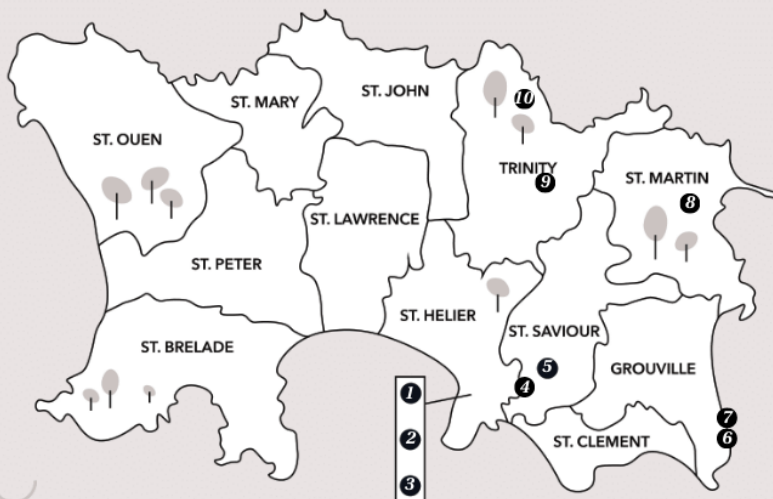 ST. MARY
ST. JOHN
10
ST. OUEN
TRINITY
9
ST. MARTIN
8
ST. LAWRENCE
ST. PETER
ST. HELIER
ST. SAVIOUR
ST. BRELADE
5
GROUVILLE
4
1
7
2
6
ST. CLEMENT
3